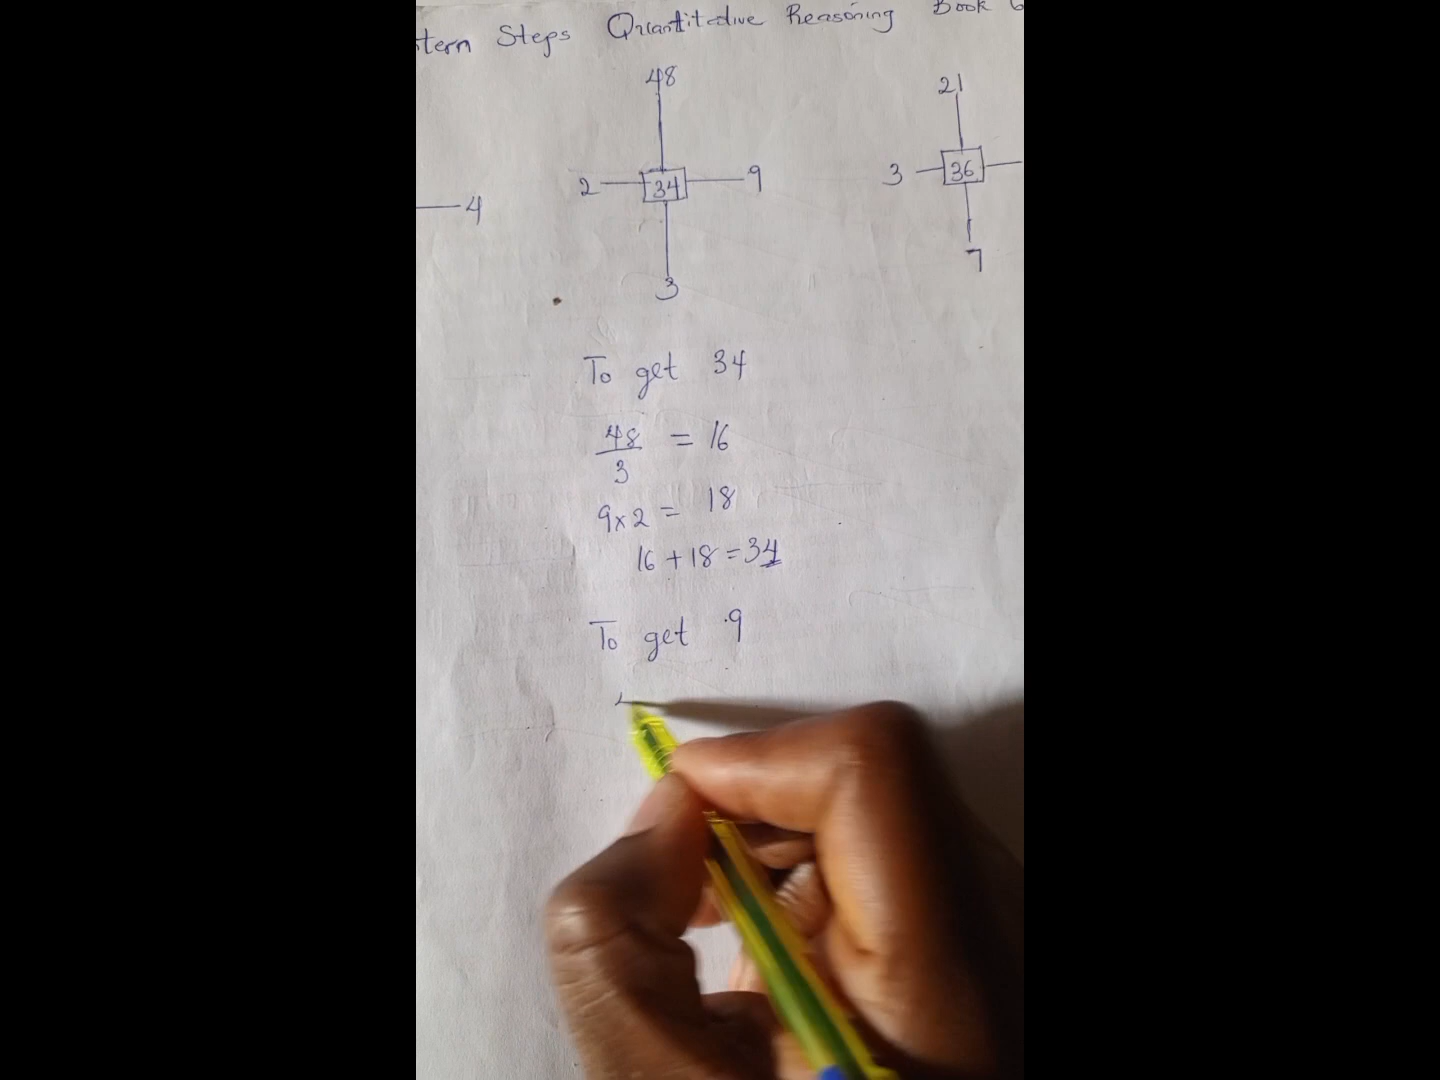 tern Steps Quantitative Reasoning Book 6
48
21
2 34 9
3 36
4
3
7
To get 34
48
= 16
3
9x2 = 18
16 + 18 = 34
To get 9